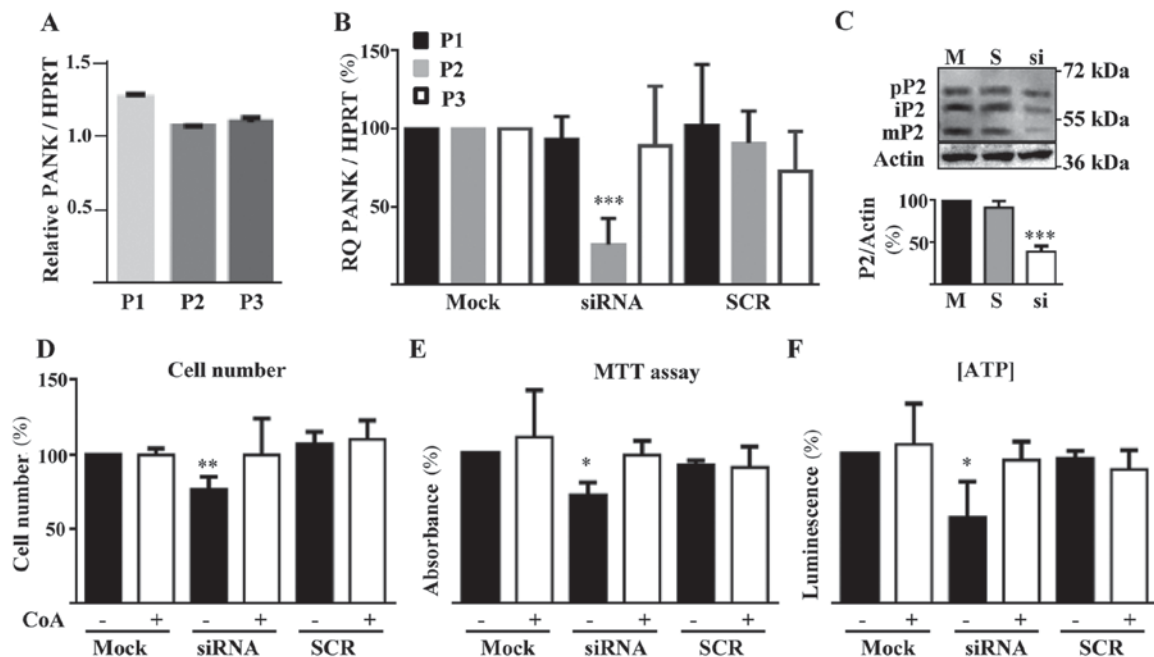 A
Relative PANK / HPRT
1.5
1.0
0.5
P1 P2 P3
B
RQ PANK / HPRT (%)
150
100
50
P1
P2
P3
***
Mock siRNA SCR
C
M S si
pP2
iP2
mP2
Actin
-72 kDa
-55 kDa
-36 kDa
P2/Actin
(%)
100
50
***
M S si
D
Cell number
Cell number (%)
150
100
50
**
CoA - + - + - +
Mock siRNA SCR
E
MTT assay
Absorbance (%)
*
- + - + - +
Mock siRNA SCR
F
[ATP]
Luminescence (%)
*
- + - + - +
Mock siRNA SCR